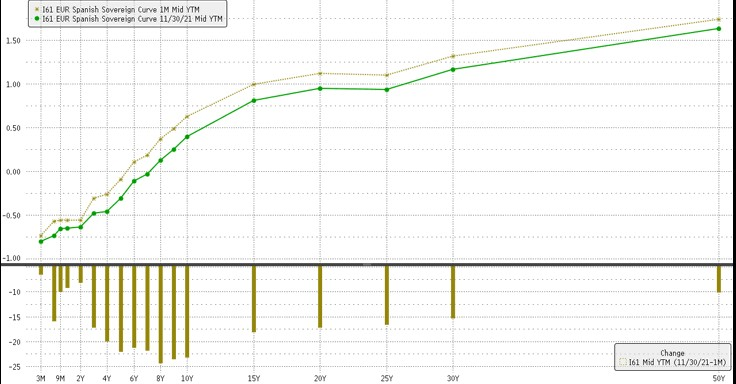 I61 EUR Spanish Sovereign Curve 1M Mid YTM
I61 EUR Spanish Sovereign Curve 11/30/21 Mid YTM
1.50
1.00
0.50
0.00
-0.50
-1.00
-10
-15
-20
-25
Change
I61 Mid YTM (11/30/21-1M)
3M 9M 2Y 4Y 6Y 8Y 10Y 15Y 20Y 25Y 30Y 50Y